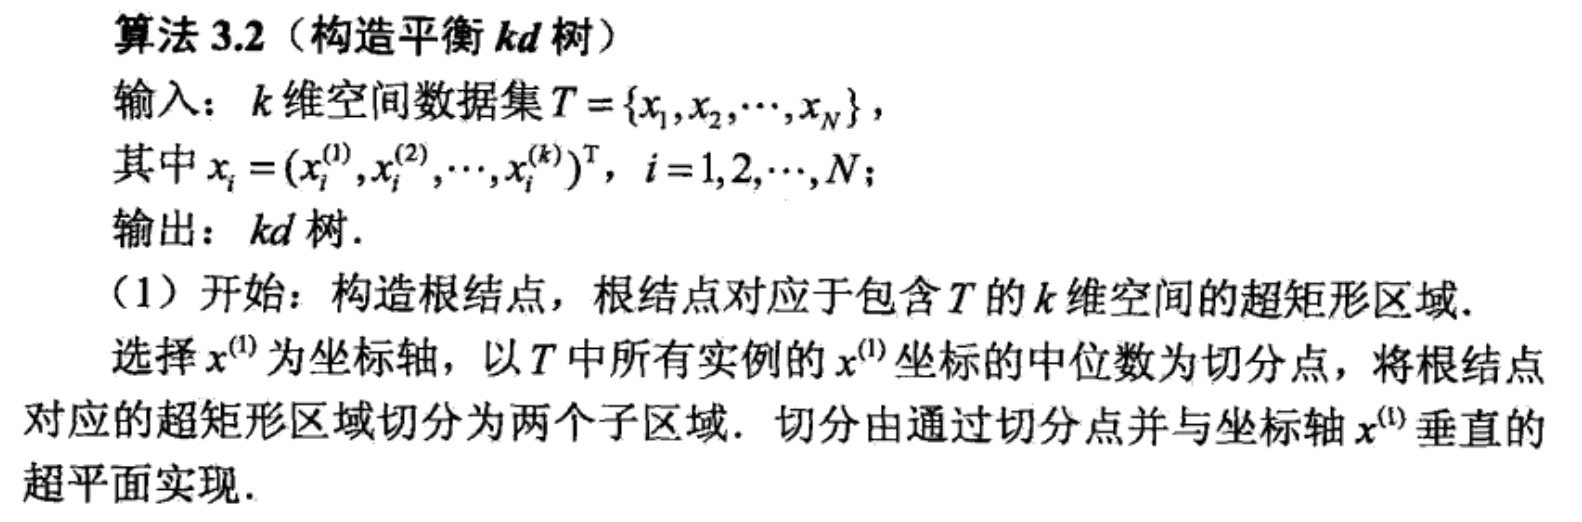 算法 3.2（构造平衡 kd 树）
输入： k 维空间数据集 T = {x₁, x₂, ⋯, x_N}，
其中 x_i = (x_i^(1), x_i^(2), ⋯, x_i^(k))^T， i = 1, 2, ⋯, N；
输出： kd 树．
（1）开始：构造根结点，根结点对应于包含 T 的 k 维空间的超矩形区域．
选择 x^(1) 为坐标轴，以 T 中所有实例的 x^(1) 坐标的中位数为切分点，将根结点
对应的超矩形区域切分为两个子区域．切分由通过切分点并与坐标轴 x^(1) 垂直的
超平面实现．